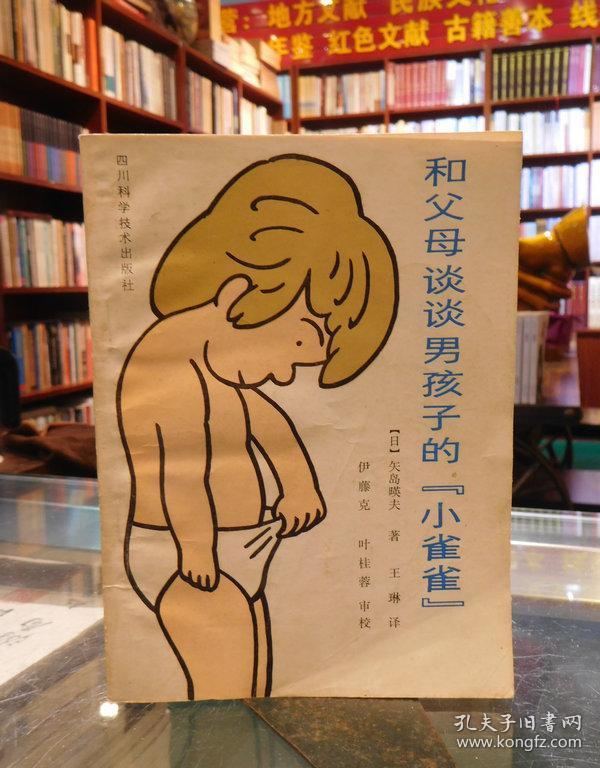 营：地方文献 民族文
年鉴 红色文献 古籍善本 线
和父母谈谈男孩子的『小雀雀』
【日】矢岛暎夫 著 王琳 译
伊藤克 叶桂蓉 审校
四川科学技术出版社
孔夫子旧书网
www.kongfz.com